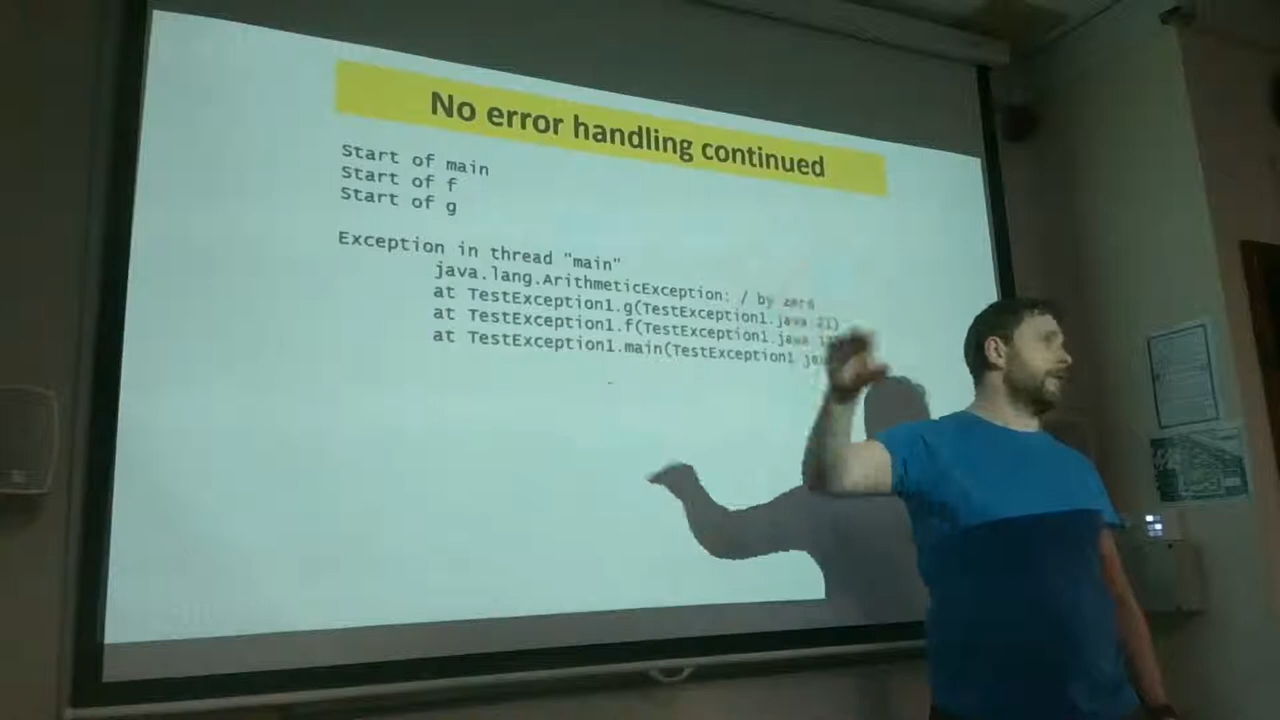 No error handling continued
Start of main
Start of f
Start of g
Exception in thread "main"
java.lang.ArithmeticException: / by zero
at TestException1.g(TestException1.java 21)
at TestException1.f(TestException1.java
at TestException1.main(TestException1